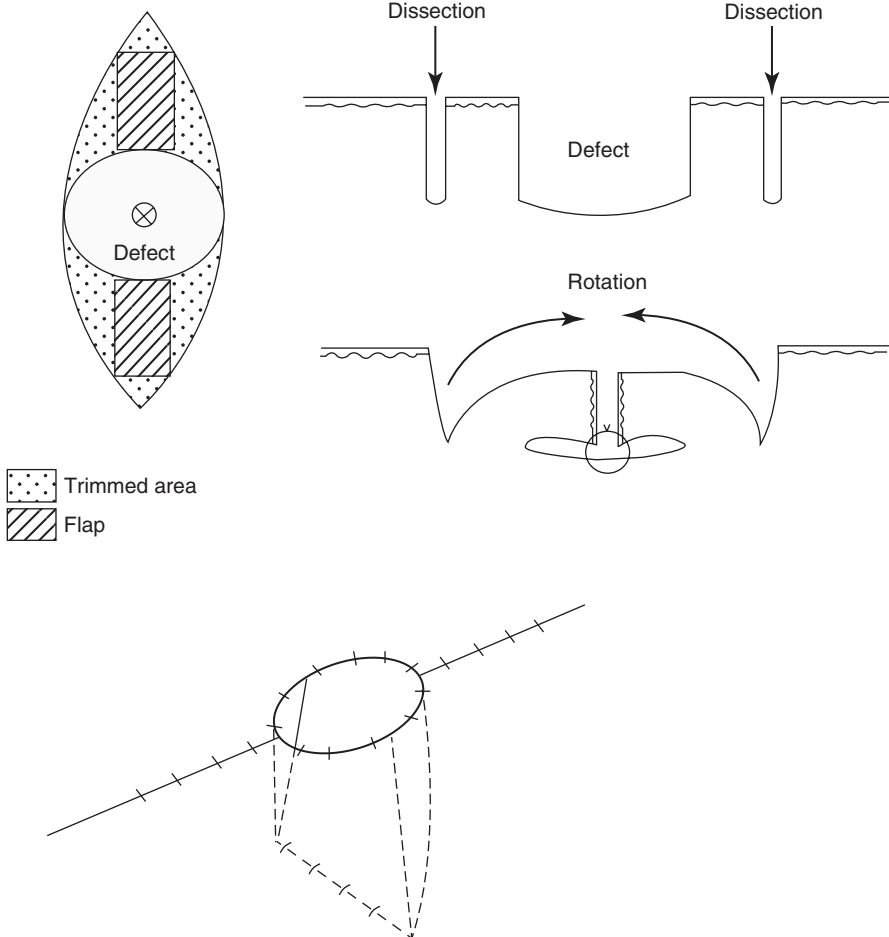 Dissection
Dissection
Defect
Defect
Rotation
Trimmed area
Flap